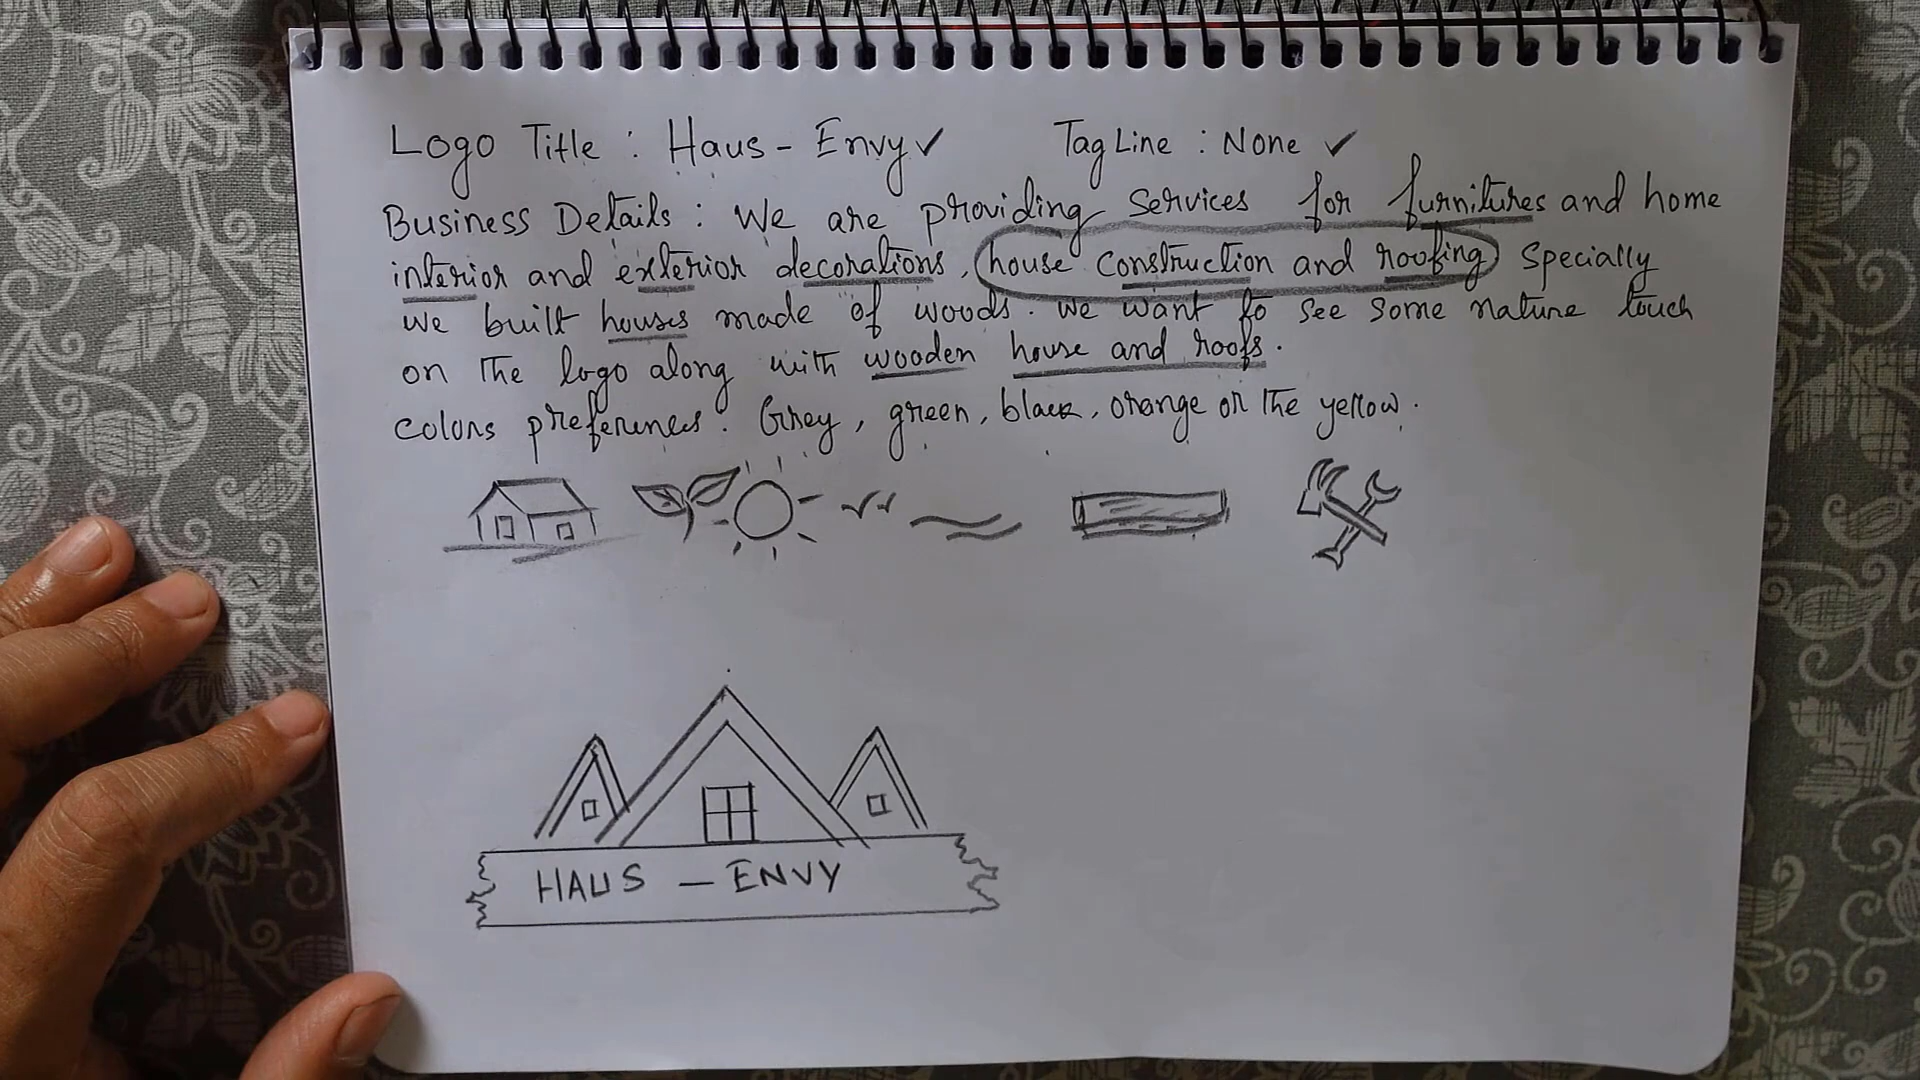 Logo Title : Haus - Envy ✓ Tag Line : None ✓
Business Details : We are providing services for furnitures and home
interior and exterior decorations, house construction and roofing specially
we built houses made of woods. we want to see some nature touch
on the logo along with wooden house and roofs.
colors preferences: Grey, green, black, orange or the yellow.
HAUS - ENVY